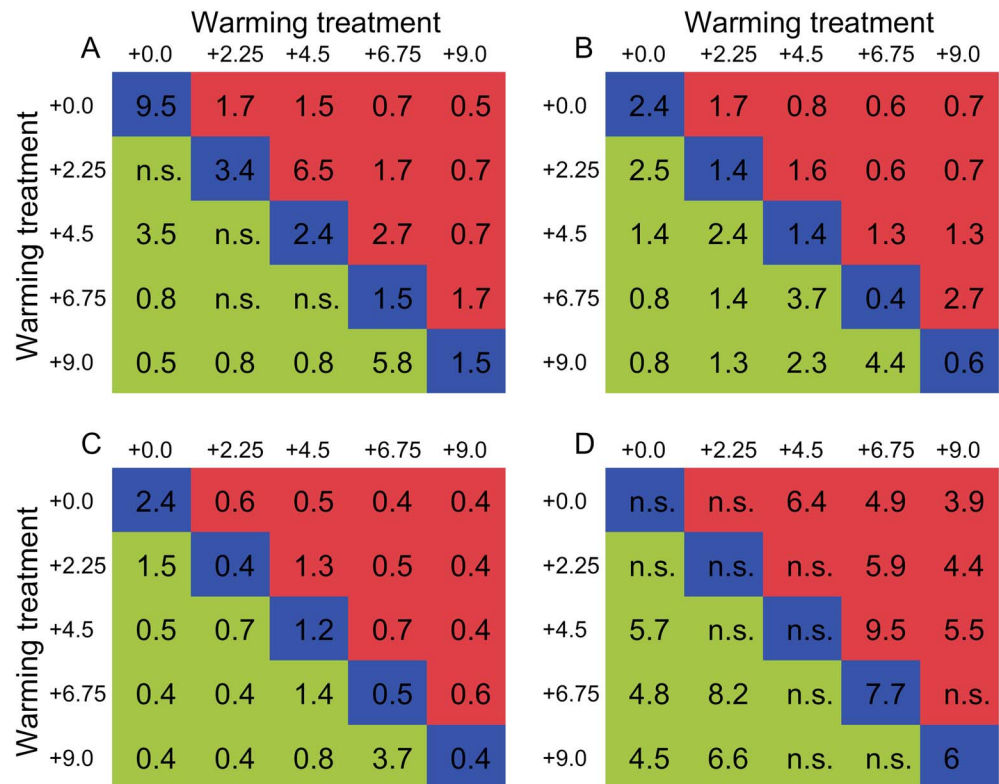 Warming treatment Warming treatment
A +0.0 +2.25 +4.5 +6.75 +9.0 B +0.0 +2.25 +4.5 +6.75 +9.0
Warming treatment
+0.0 9.5 1.7 1.5 0.7 0.5 +0.0 2.4 1.7 0.8 0.6 0.7
+2.25 n.s. 3.4 6.5 1.7 0.7 +2.25 2.5 1.4 1.6 0.6 0.7
+4.5 3.5 n.s. 2.4 2.7 0.7 +4.5 1.4 2.4 1.4 1.3 1.3
+6.75 0.8 n.s. n.s. 1.5 1.7 +6.75 0.8 1.4 3.7 0.4 2.7
+9.0 0.5 0.8 0.8 5.8 1.5 +9.0 0.8 1.3 2.3 4.4 0.6
C +0.0 +2.25 +4.5 +6.75 +9.0 D +0.0 +2.25 +4.5 +6.75 +9.0
Warming treatment
+0.0 2.4 0.6 0.5 0.4 0.4 +0.0 n.s. n.s. 6.4 4.9 3.9
+2.25 1.5 0.4 1.3 0.5 0.4 +2.25 n.s. n.s. n.s. 5.9 4.4
+4.5 0.5 0.7 1.2 0.7 0.4 +4.5 5.7 n.s. n.s. 9.5 5.5
+6.75 0.4 0.4 1.4 0.5 0.6 +6.75 4.8 8.2 n.s. 7.7 n.s.
+9.0 0.4 0.4 0.8 3.7 0.4 +9.0 4.5 6.6 n.s. n.s. 6